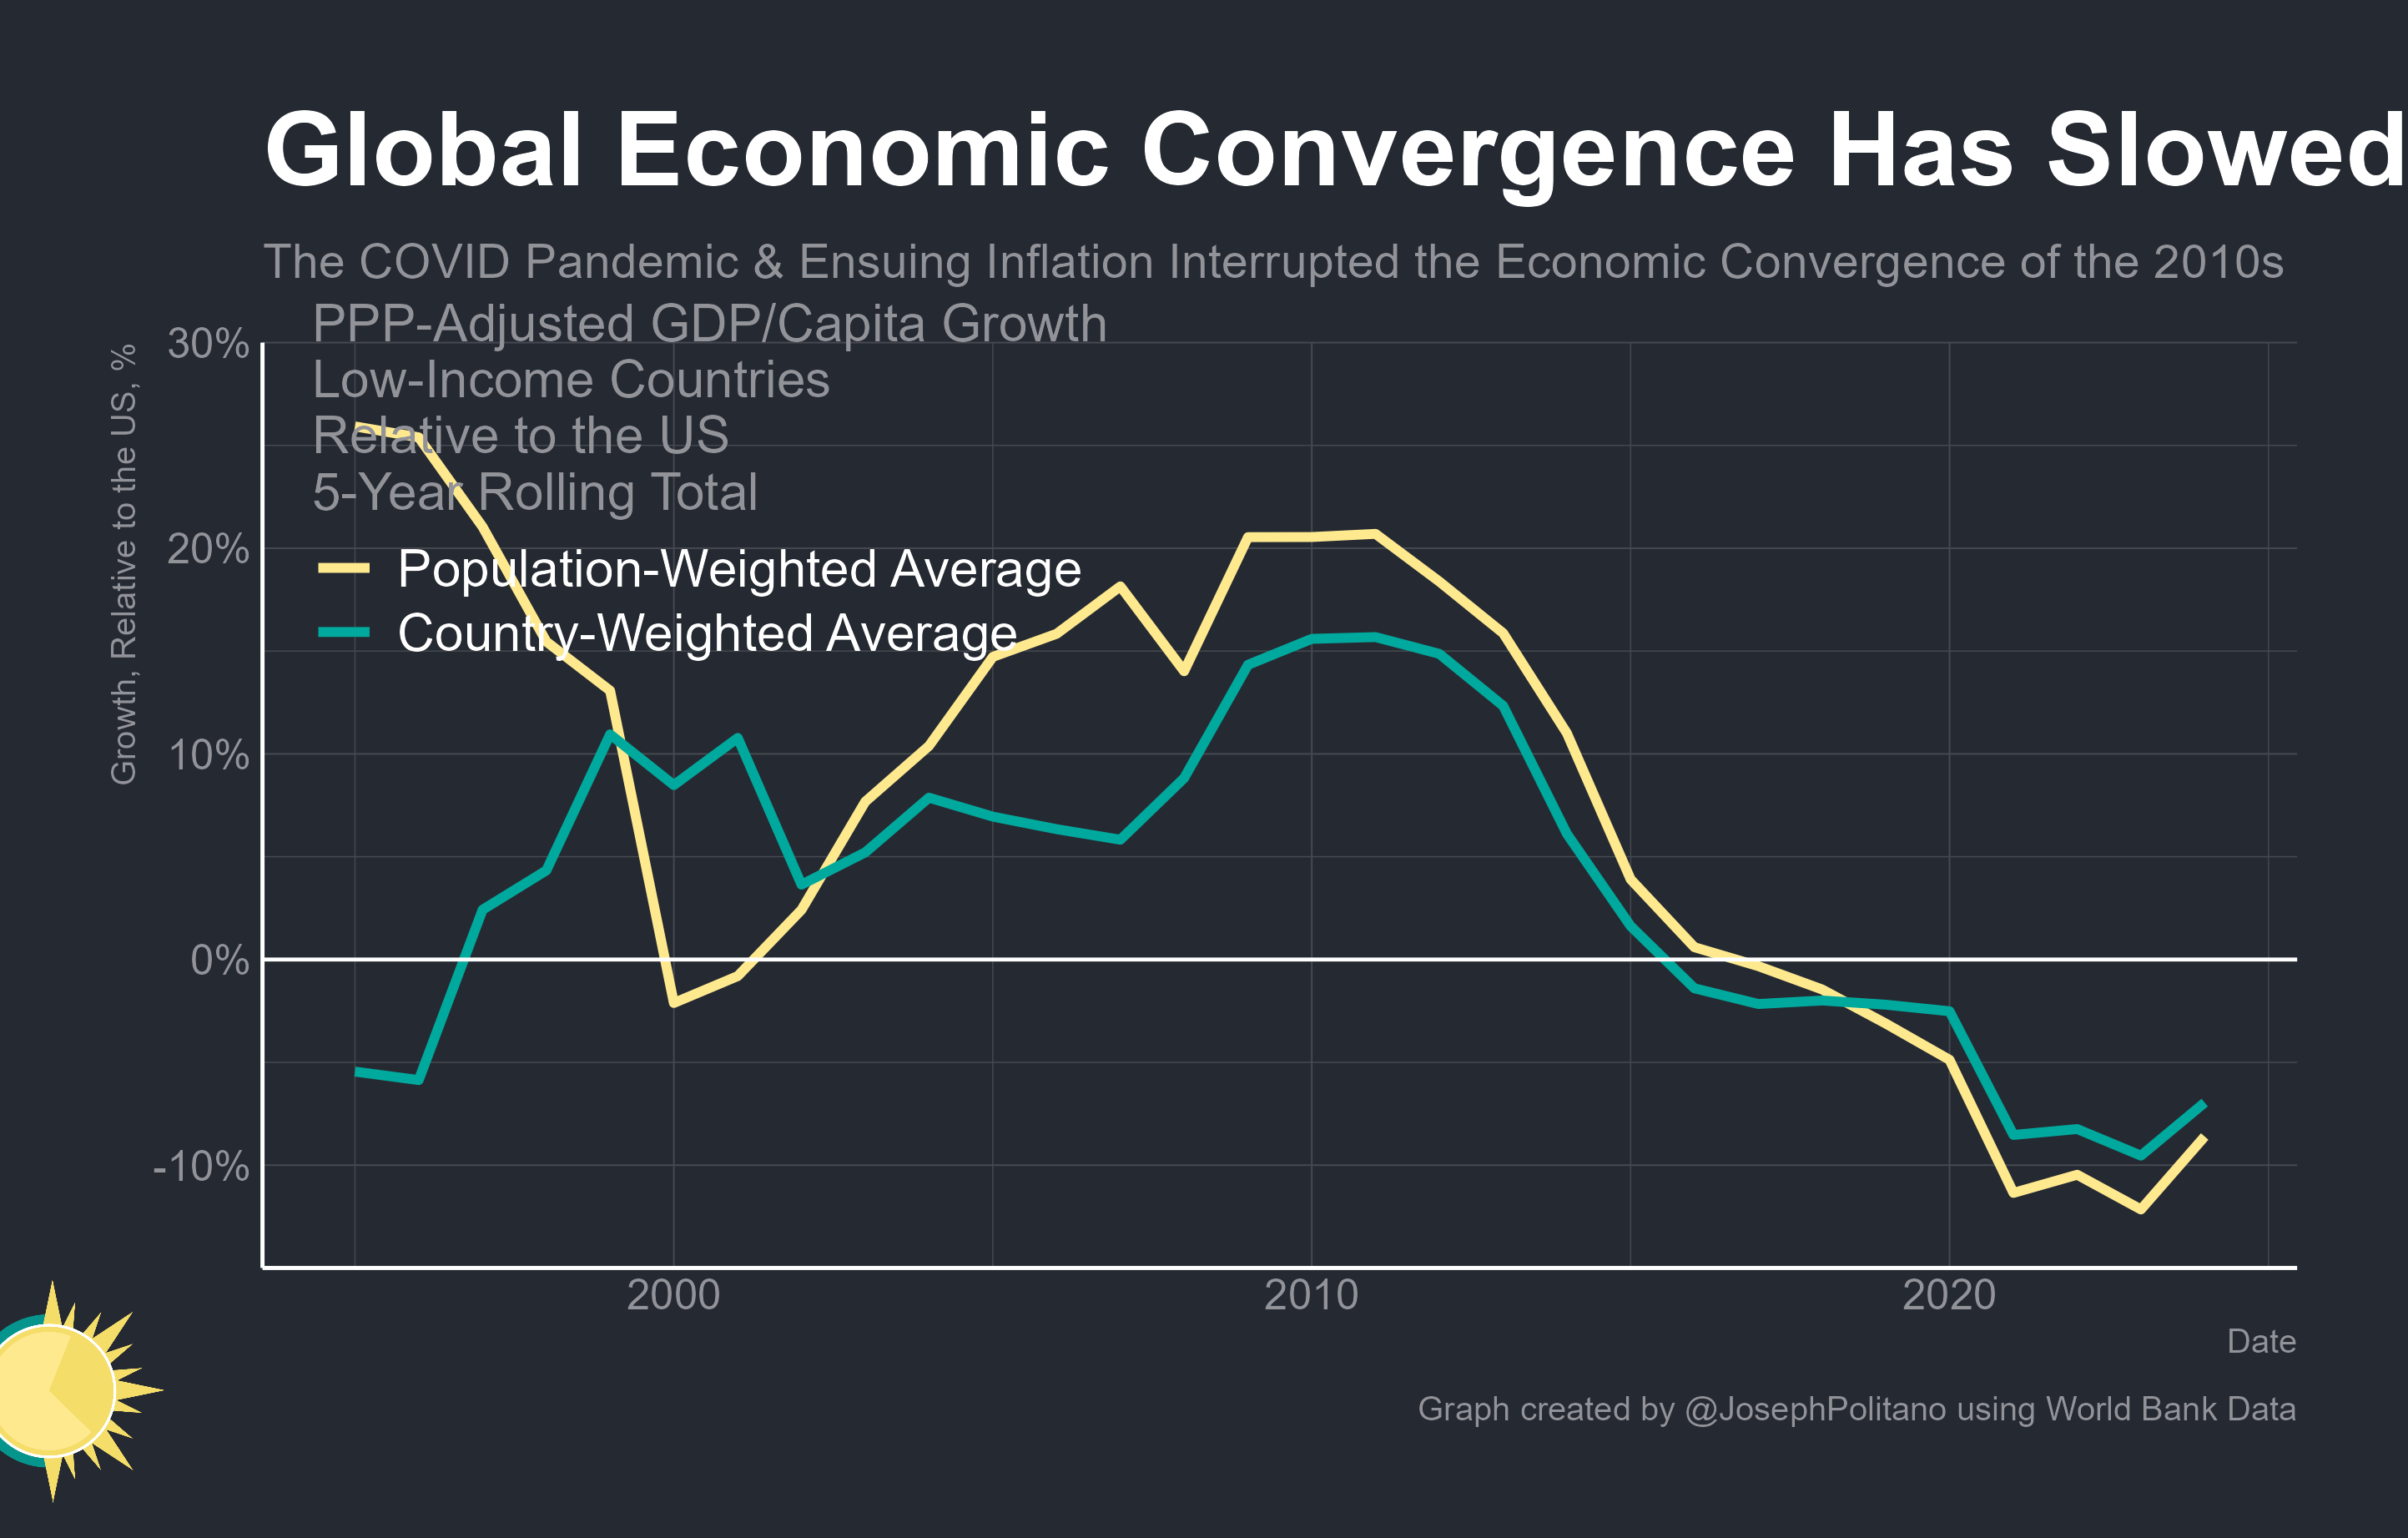 Global Economic Convergence Has Slowed
The COVID Pandemic & Ensuing Inflation Interrupted the Economic Convergence of the 2010s
PPP-Adjusted GDP/Capita Growth
Low-Income Countries
Relative to the US
5-Year Rolling Total
Population-Weighted Average
Country-Weighted Average
Growth, Relative to the US, %
30%
20%
10%
0%
-10%
2000 2010 2020
Date
Graph created by @JosephPolitano using World Bank Data